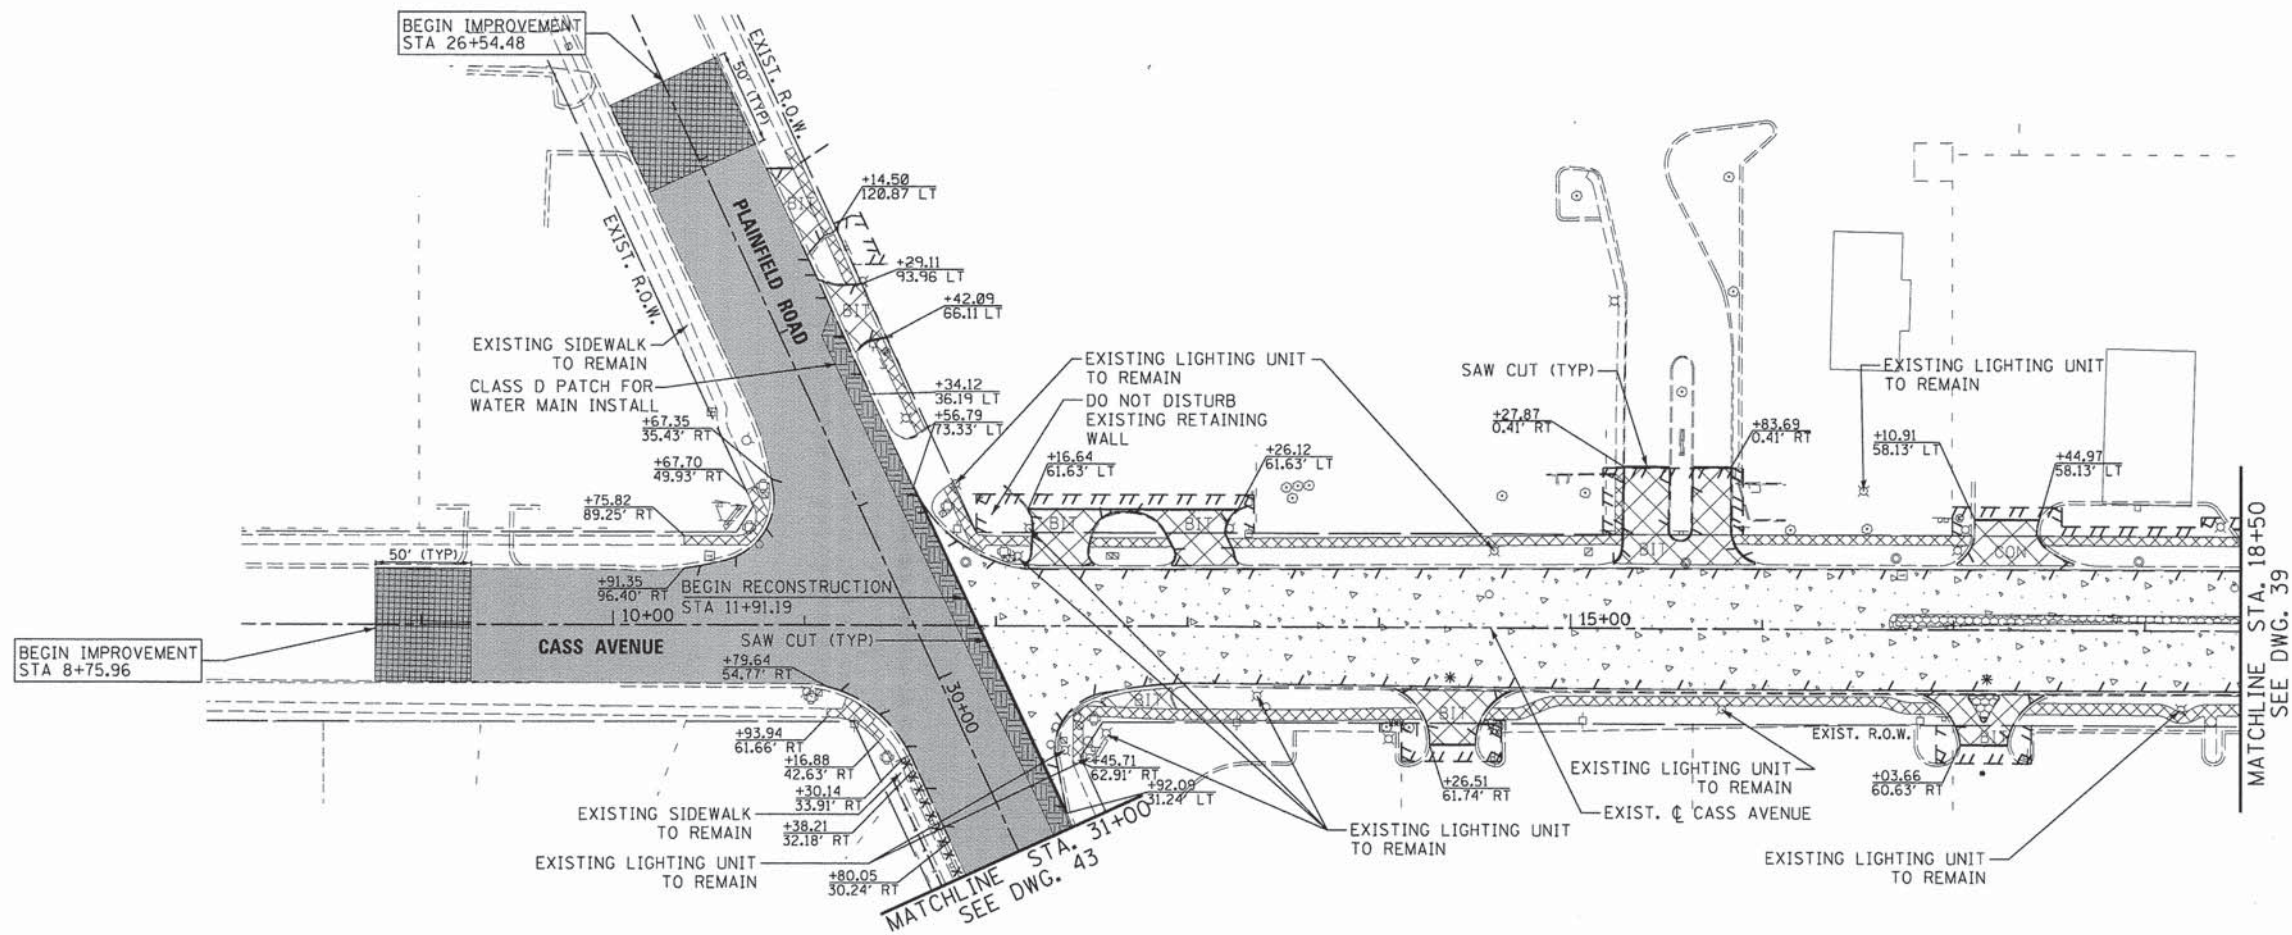 BEGIN IMPROVEMENT
STA 26+54.48
EXIST. R.O.W.
50' (TYP)
PLAINFIELD ROAD
EXIST. R.O.W.
BIT
BIT
+14.50
120.87 LT
+29.11
93.96 LT
+42.09
66.11 LT
EXISTING SIDEWALK
TO REMAIN
CLASS D PATCH FOR
WATER MAIN INSTALL
+34.12
36.19 LT
+56.79
73.33' LT
+67.35
35.43' RT
+67.70
49.93' RT
+75.82
89.25' RT
EXISTING LIGHTING UNIT
TO REMAIN
DO NOT DISTURB
EXISTING RETAINING
WALL
+16.64
61.63' LT
+26.12
61.63' LT
SAW CUT (TYP)
+27.87
0.41' RT
+83.69
0.41' RT
EXISTING LIGHTING UNIT
TO REMAIN
+10.91
58.13' LT
+44.97
58.13' LT
BIT
BIT
BIT
CON
50' (TYP)
+91.35
96.40' RT
BEGIN RECONSTRUCTION
STA 11+91.19
10+00
15+00
CASS AVENUE
SAW CUT (TYP)
BEGIN IMPROVEMENT
STA 8+75.96
+79.64
54.77' RT
30+00
+93.94
61.66' RT
+16.88
42.63' RT
+30.14
33.91' RT
+38.21
32.18' RT
+80.05
30.24' RT
EXISTING SIDEWALK
TO REMAIN
EXISTING LIGHTING UNIT
TO REMAIN
BIT
BIT
+45.71
62.91' RT
+92.09
31.24' LT
MATCHLINE STA. 31+00
SEE DWG. 43
EXISTING LIGHTING UNIT
TO REMAIN
+26.51
61.74' RT
EXISTING LIGHTING UNIT
TO REMAIN
EXIST. ℄ CASS AVENUE
EXIST. R.O.W.
+03.66
60.63' RT
EXISTING LIGHTING UNIT
TO REMAIN
MATCHLINE STA. 18+50
SEE DWG. 39